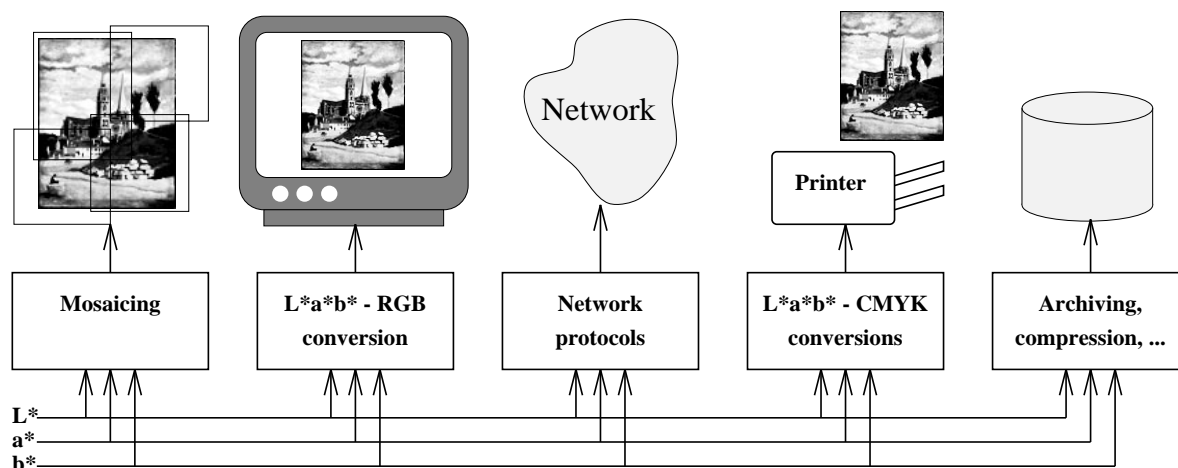 Network
Printer
Mosaicing
L*a*b* - RGB
conversion
Network
protocols
L*a*b* - CMYK
conversions
Archiving,
compression, ...
L*
a*
b*